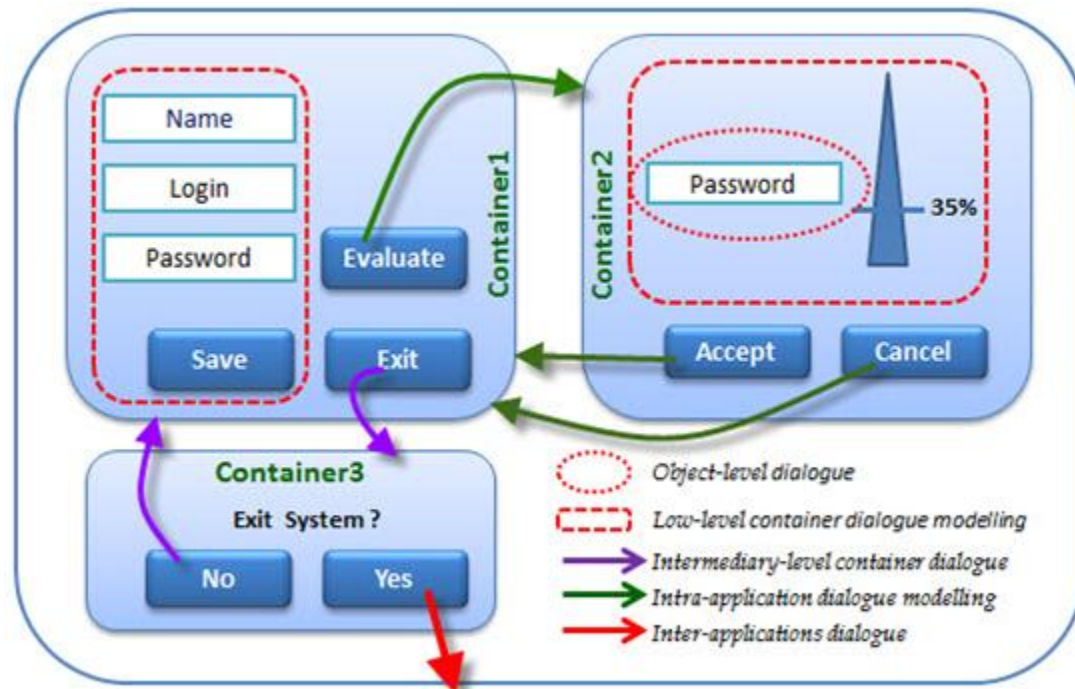 Name
Login
Password
Evaluate
Save
Exit
Container1
Container2
Password
35%
Accept
Cancel
Container3
Exit System?
No
Yes
Object-level dialogue
Low-level container dialogue modelling
Intermediary-level container dialogue
Intra-application dialogue modelling
Inter-applications dialogue